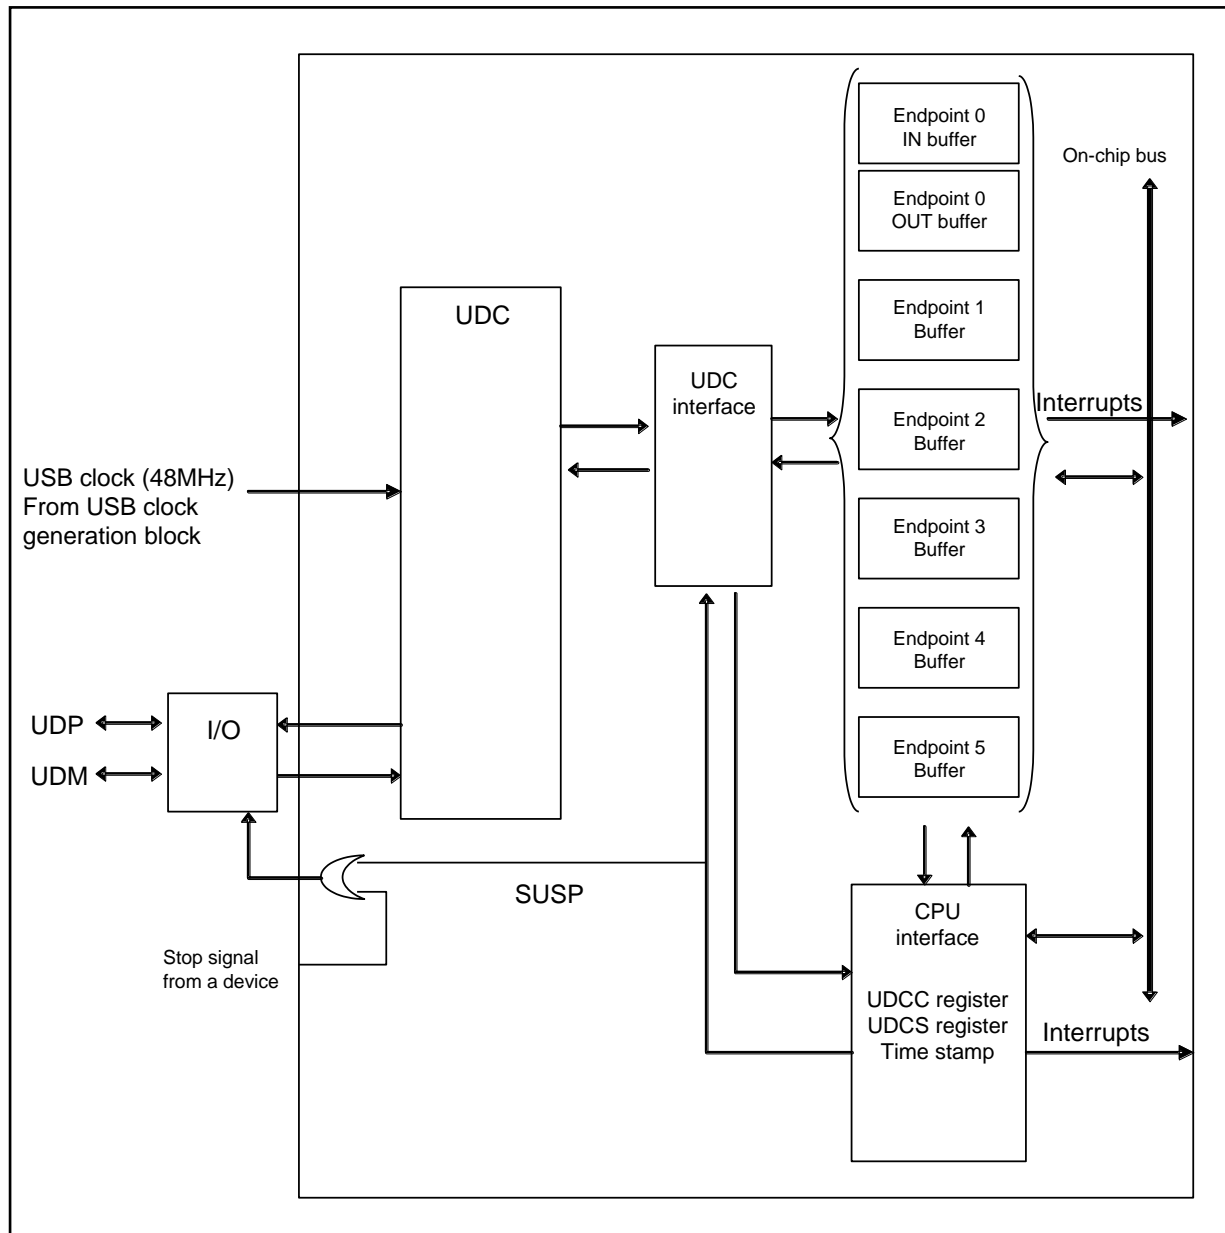 Endpoint 0
IN buffer
On-chip bus
Endpoint 0
OUT buffer
UDC
Endpoint 1
Buffer
UDC
interface
Interrupts
Endpoint 2
Buffer
USB clock (48MHz)
From USB clock
generation block
Endpoint 3
Buffer
Endpoint 4
Buffer
UDP
I/O
UDM
Endpoint 5
Buffer
SUSP
Stop signal
from a device
CPU
interface
UDCC register
UDCS register
Time stamp
Interrupts